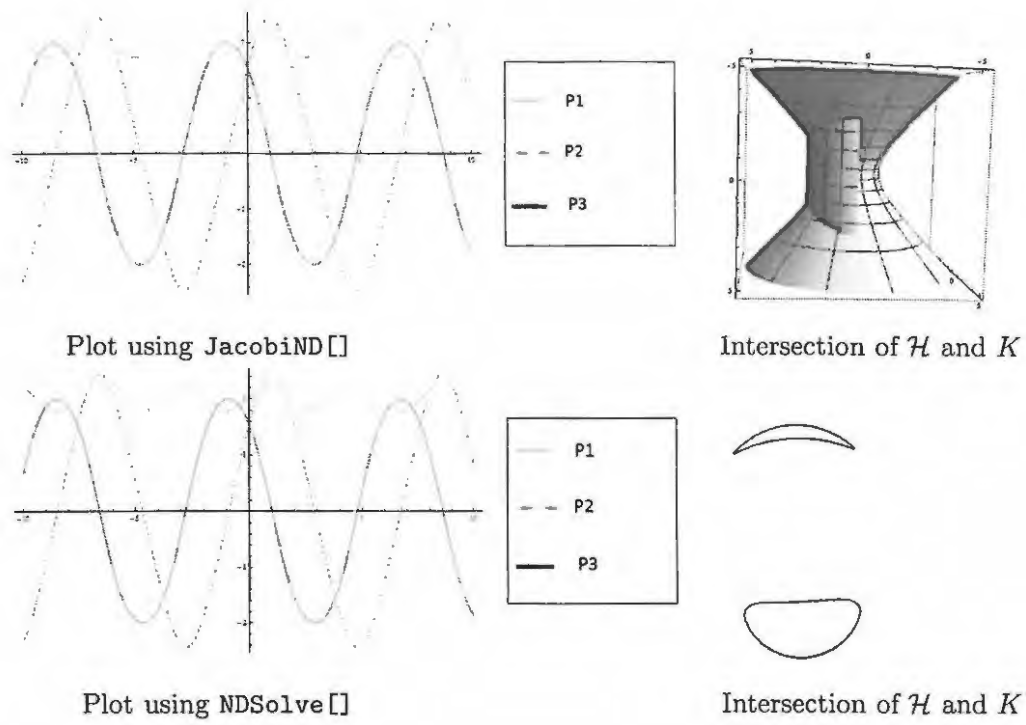 P1
P2
P3
Plot using JacobiND[]
Intersection of ℋ and K
P1
P2
P3
Plot using NDSolve[]
Intersection of ℋ and K